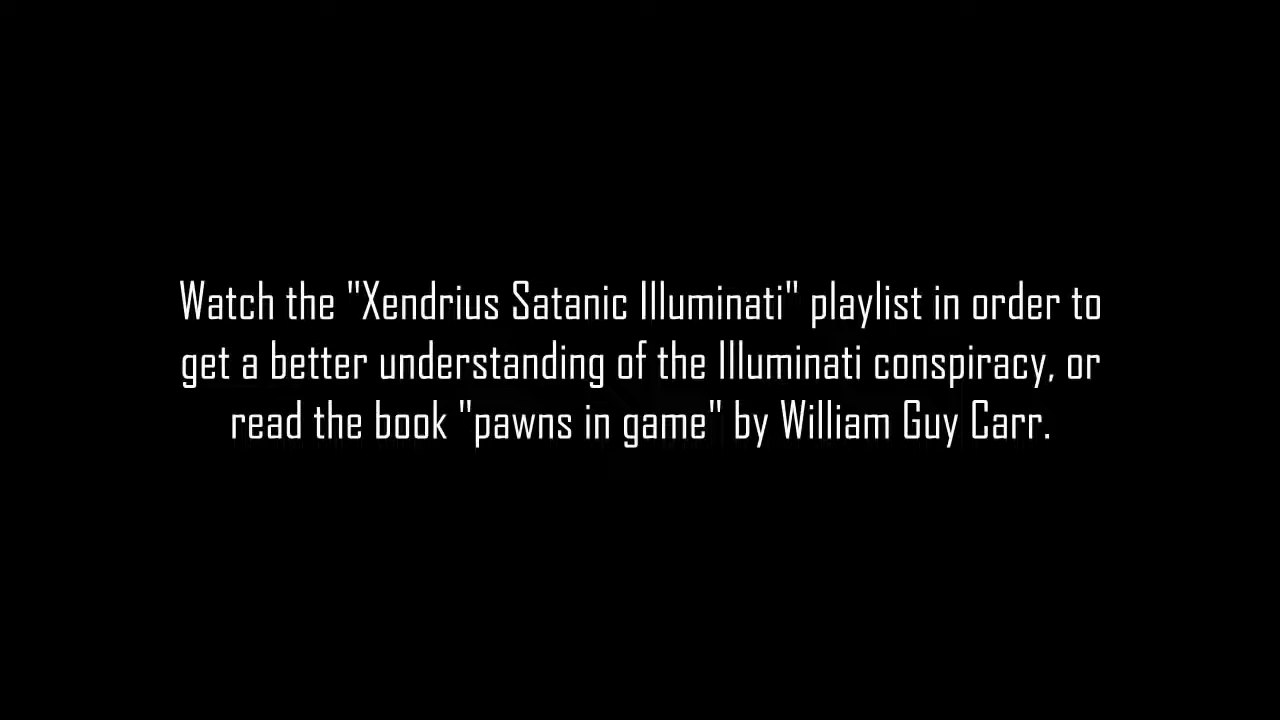 Watch the "Xendrius Satanic Illuminati" playlist in order to
get a better understanding of the Illuminati conspiracy, or
read the book "pawns in game" by William Guy Carr.